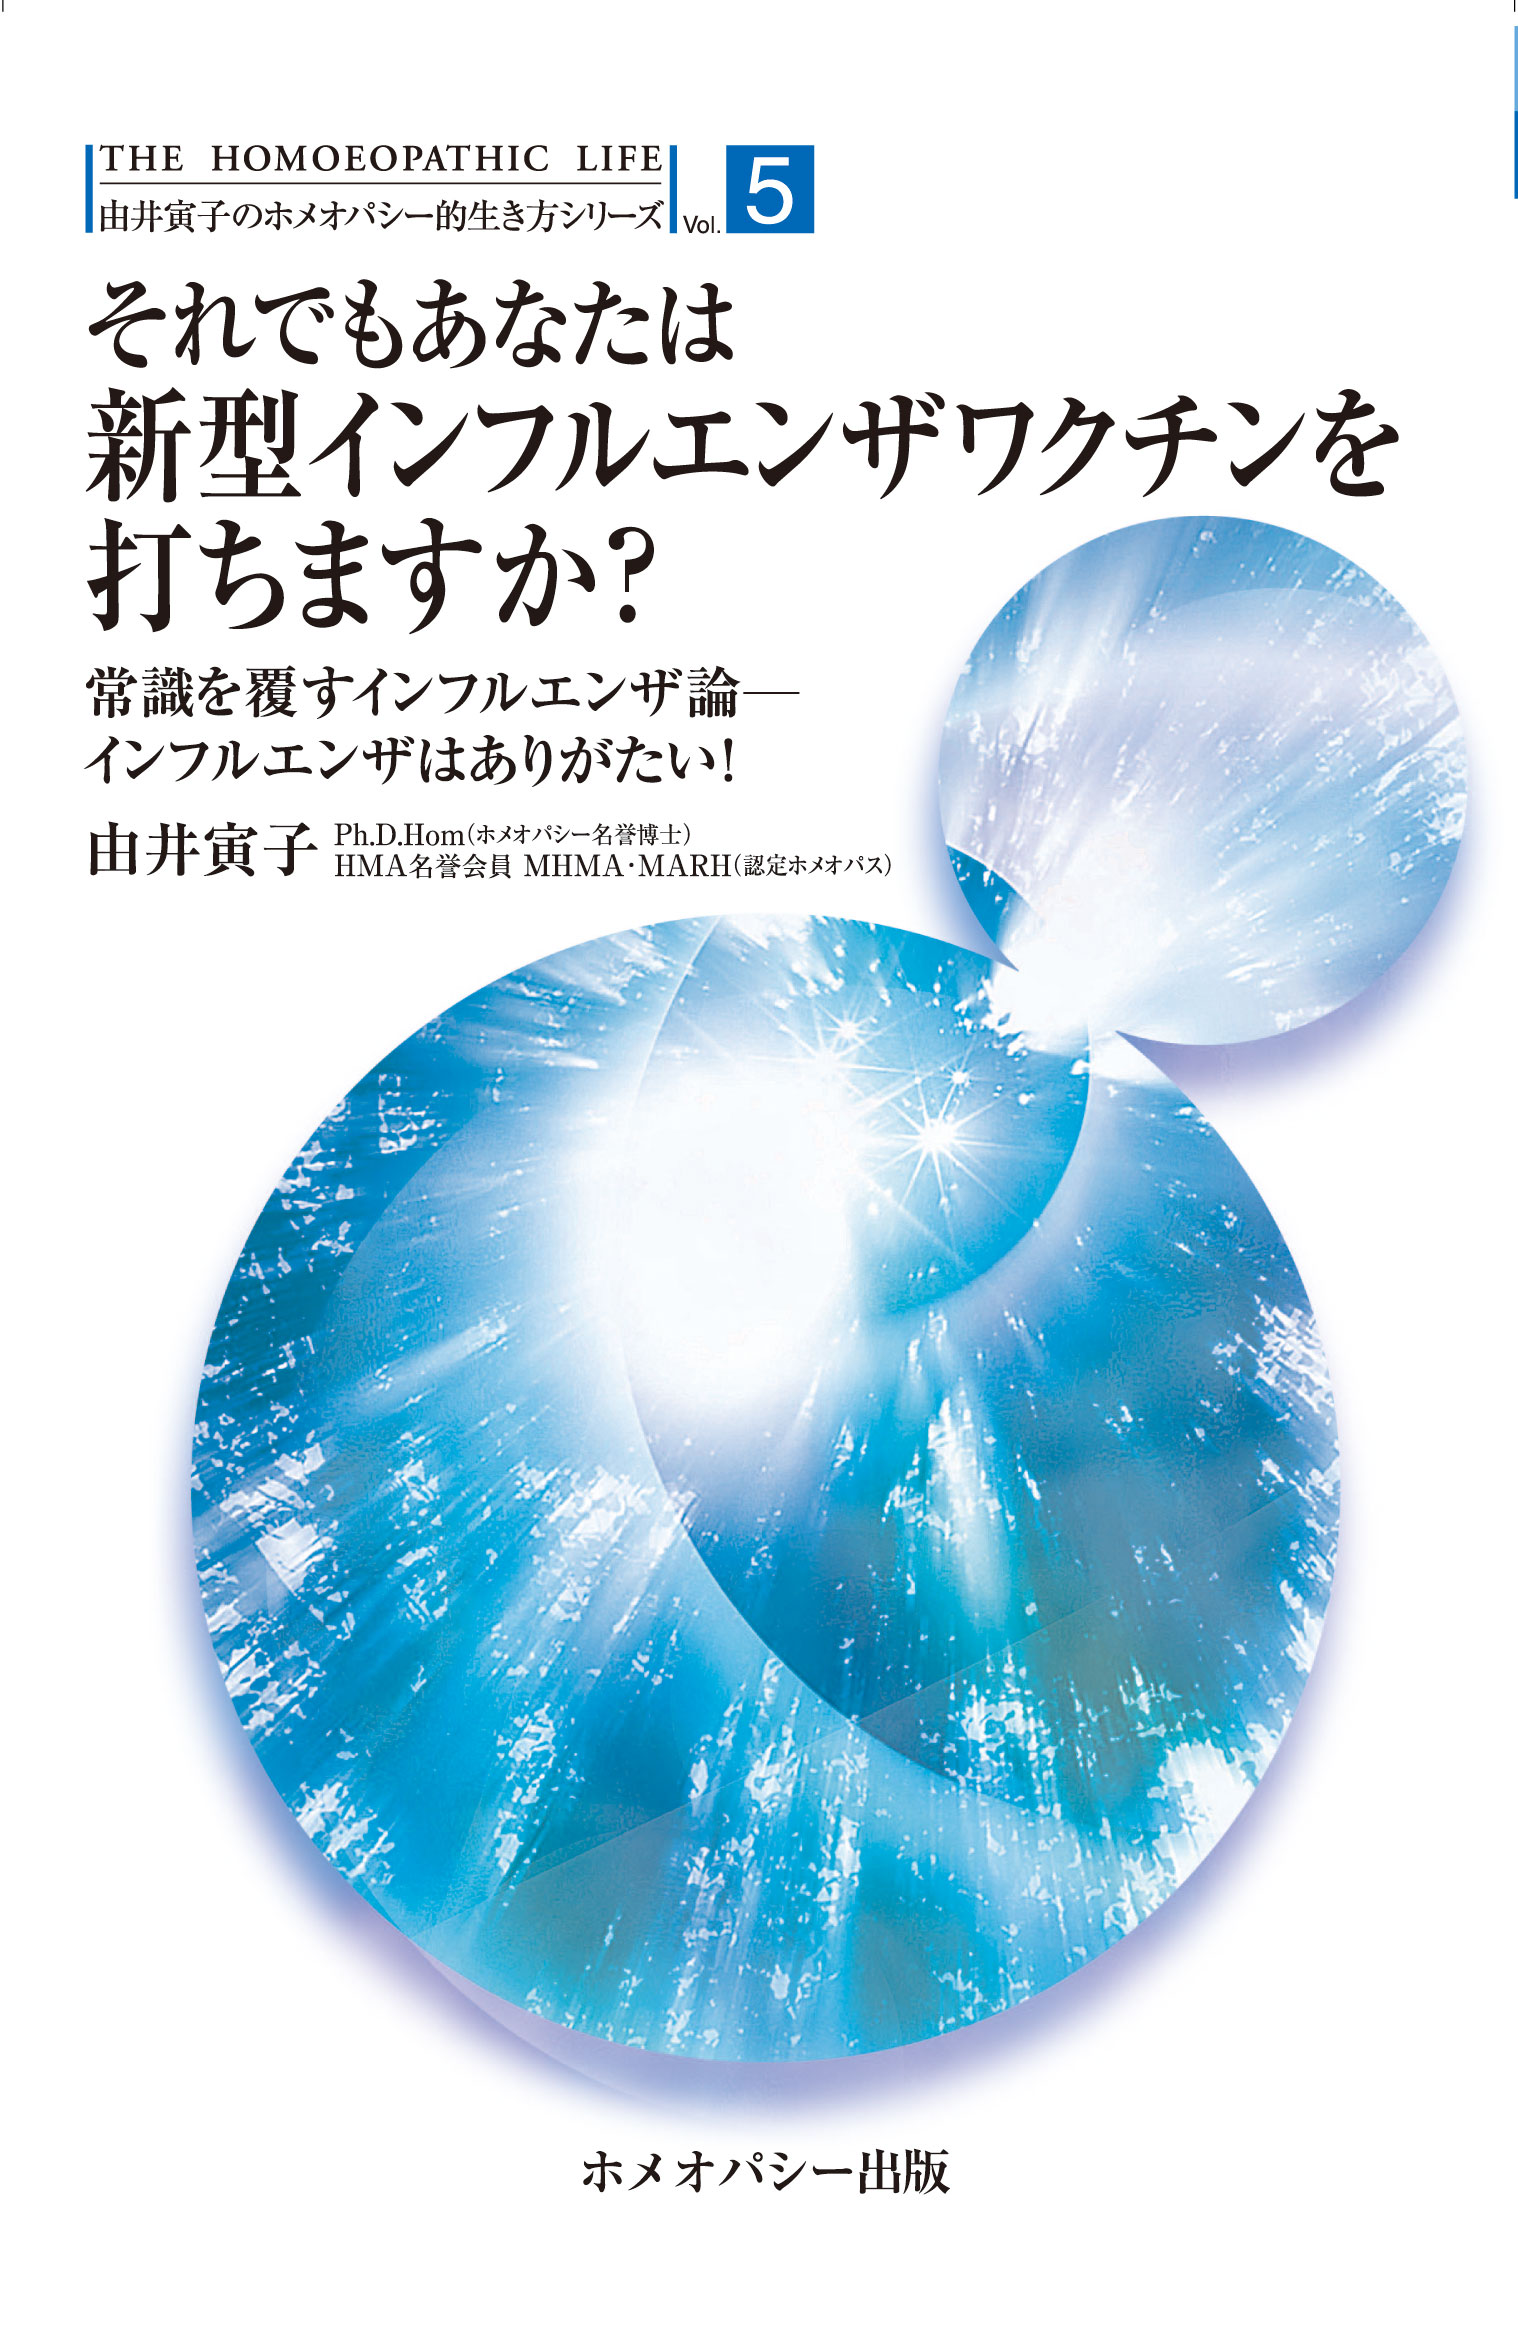 THE HOMOEOPATHIC LIFE
由井寅子のホメオパシー的生き方シリーズ Vol. 5
それでもあなたは
新型インフルエンザワクチンを
打ちますか?
常識を覆すインフルエンザ論—
インフルエンザはありがたい!
由井寅子 Ph.D.Hom(ホメオパシー名誉博士)
HMA名誉会員 MHMA・MARH(認定ホメオパス)
ホメオパシー出版